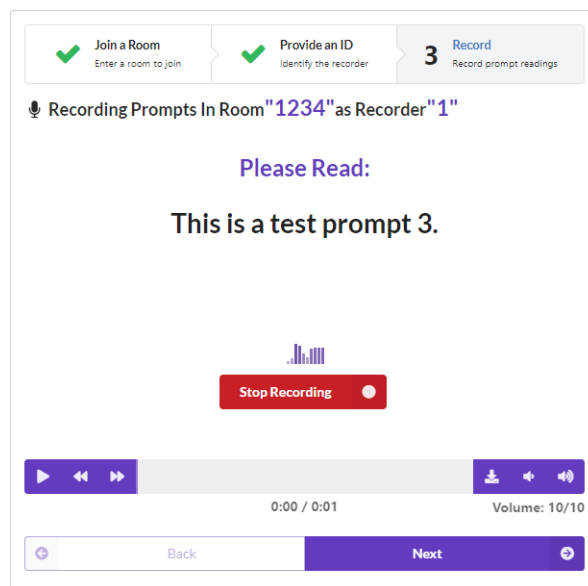 Join a Room
Enter a room to join
Provide an ID
Identify the recorder
3
Record
Record prompt readings
Recording Prompts In Room"1234"as Recorder"1"
Please Read:
This is a test prompt 3.
Stop Recording
0:00 / 0:01
Volume: 10/10
Back
Next